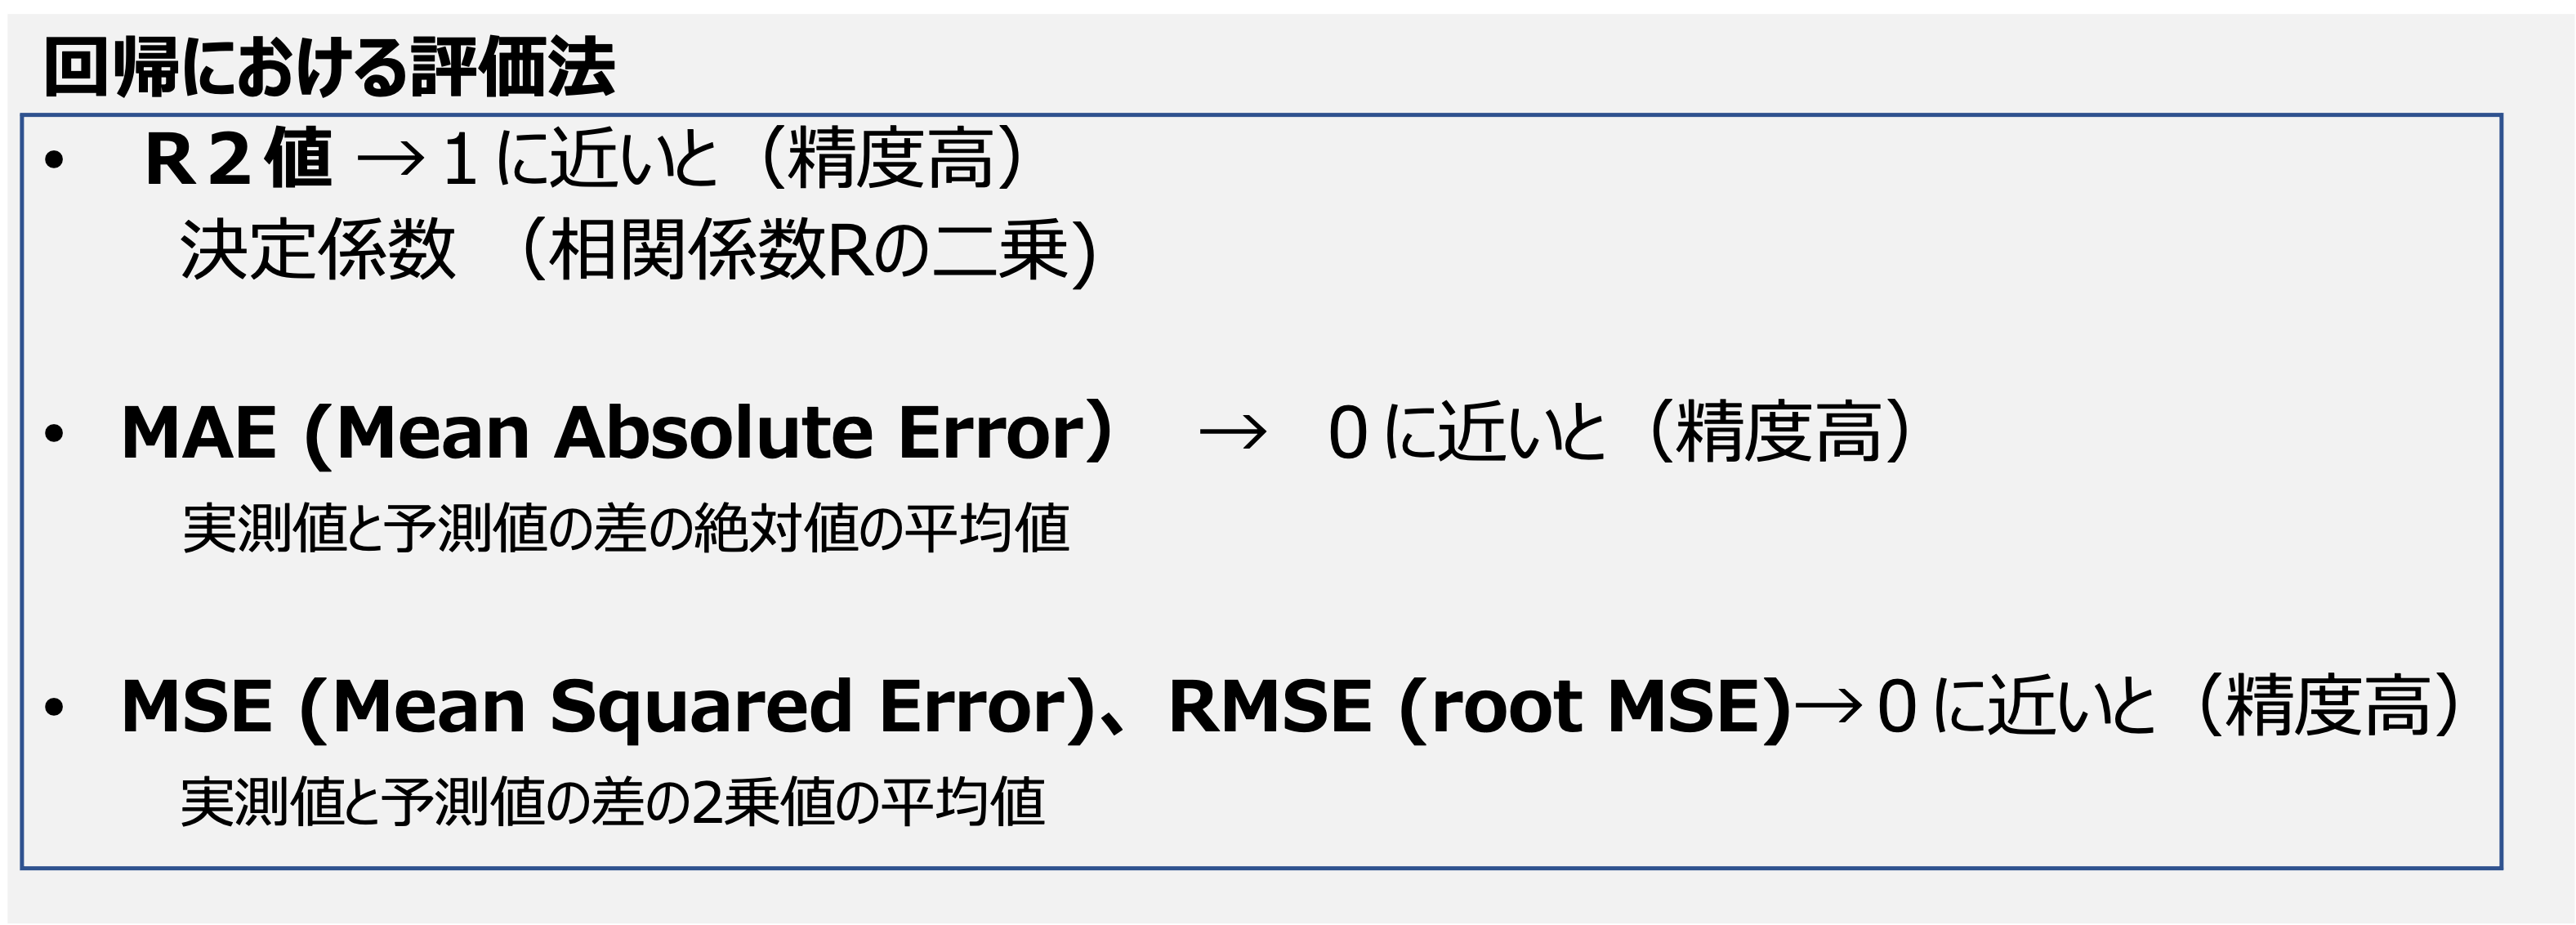 回帰における評価法
• R２値 →１に近いと（精度高）
決定係数　（相関係数Rの二乗)
• MAE (Mean Absolute Error）　→　０に近いと（精度高）
実測値と予測値の差の絶対値の平均値
• MSE (Mean Squared Error)、RMSE (root MSE)→０に近いと（精度高）
実測値と予測値の差の2乗値の平均値